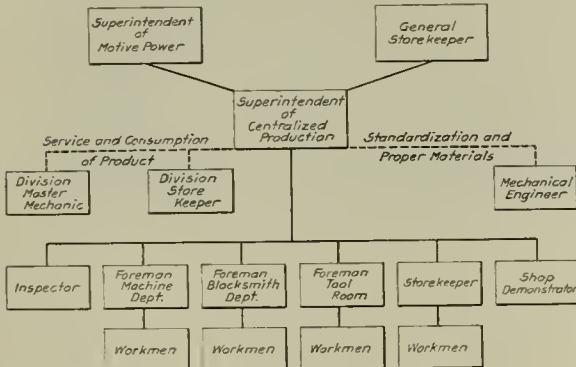 Superintendent
of
Motive Power
General
Storekeeper
Superintendent
of
Centralized
Production
Service and Consumption
of Product
Standardization and
Proper Materials
Division
Master
Mechanic
Division
Store
Keeper
Mechanical
Engineer
Inspector
Foreman
Machine
Dept.
Foreman
Blacksmith
Dept.
Foreman
Tool
Room
Storekeeper
Shop
Demonstrator
Workmen
Workmen
Workmen
Workmen